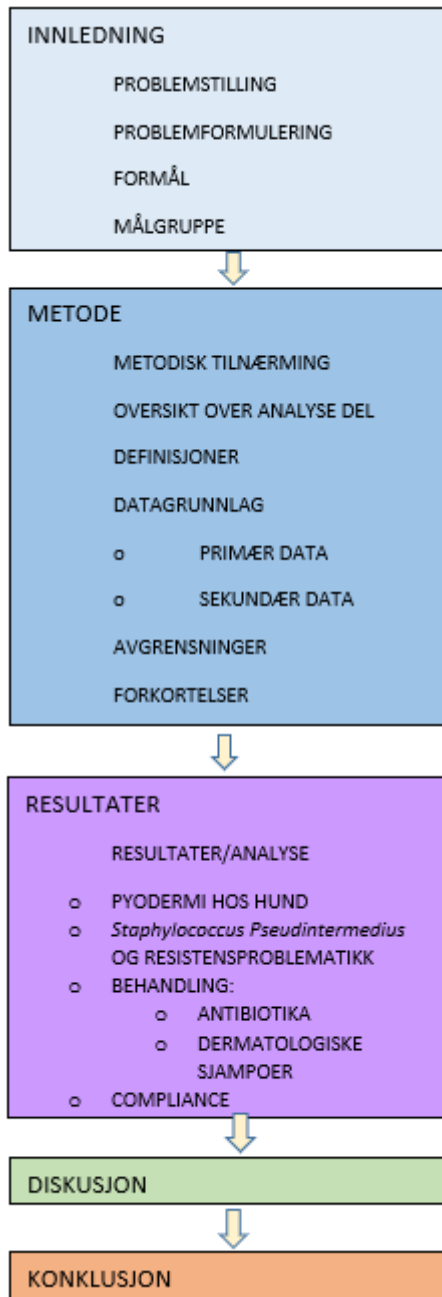 INNLEDNING
PROBLEMSTILLING
PROBLEMFORMULERING
FORMÅL
MÅLGRUPPE
METODE
METODISK TILNÆRMING
OVERSIKT OVER ANALYSE DEL
DEFINISJONER
DATAGRUNNLAG
o PRIMÆR DATA
o SEKUNDÆR DATA
AVGRENSNINGER
FORKORTELSER
RESULTATER
RESULTATER/ANALYSE
o PYODERMI HOS HUND
o Staphylococcus Pseudintermedius
OG RESISTENSPROBLEMATIKK
o BEHANDLING:
o ANTIBIOTIKA
o DERMATOLOGISKE
SJAMPOER
o COMPLIANCE
DISKUSJON
KONKLUSJON